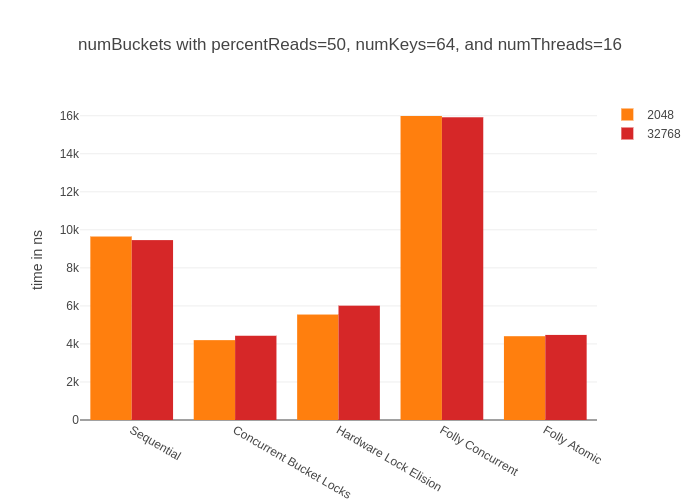 numBuckets with percentReads=50, numKeys=64, and numThreads=16
2048
32768
16k
14k
12k
10k
8k
6k
4k
2k
0
time in ns
Sequential
Concurrent Bucket Locks
Hardware Lock Elision
Folly Concurrent
Folly Atomic